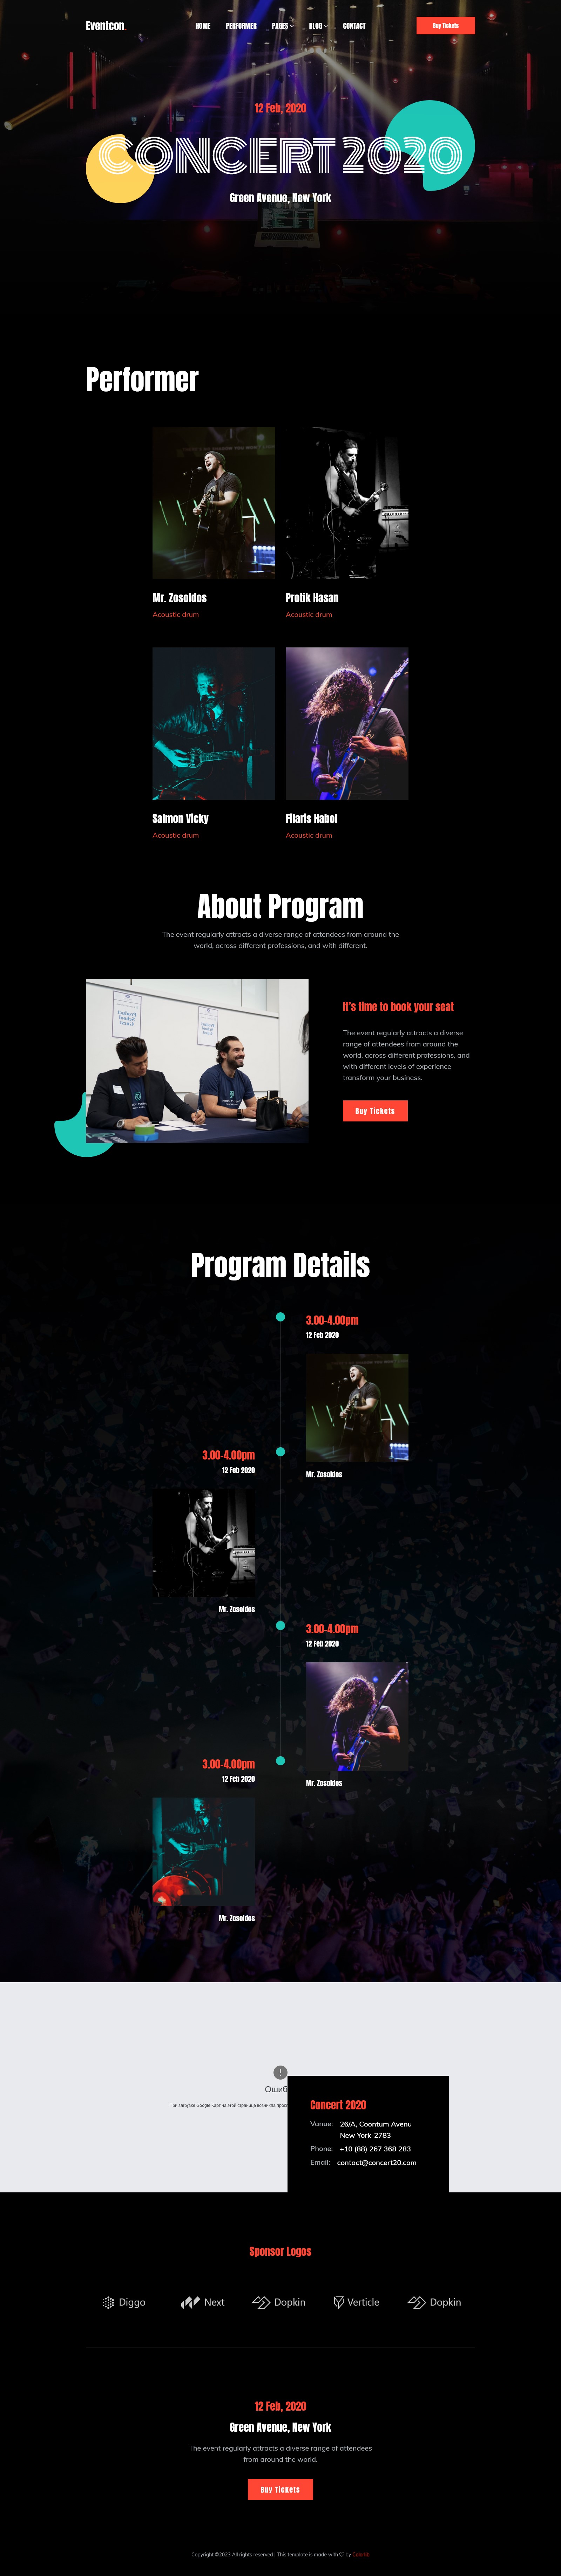 Eventcon.
HOME
PERFORMER
PAGES
BLOG
CONTACT
Buy Tickets
12 Feb, 2020
CONCERT 2020
Green Avenue, New York
Performer
Mr. Zosoldos
Acoustic drum
Protik Hasan
Acoustic drum
Salmon Vicky
Acoustic drum
Filaris Habol
Acoustic drum
About Program
The event regularly attracts a diverse range of attendees from around the
world, across different professions, and with different.
It's time to book your seat
The event regularly attracts a diverse
range of attendees from around the
world, across different professions, and
with different levels of experience
transform your business.
Buy Tickets
Program Details
3.00-4.00pm
12 Feb 2020
Mr. Zosoldos
3.00-4.00pm
12 Feb 2020
Mr. Zosoldos
3.00-4.00pm
12 Feb 2020
Mr. Zosoldos
3.00-4.00pm
12 Feb 2020
Mr. Zosoldos
Ошиб
При загрузке Google Карт на этой странице возникла проб
Concert 2020
Vanue: 26/A, Coontum Avenu
New York-2783
Phone: +10 (88) 267 368 283
Email: contact@concert20.com
Sponsor Logos
Diggo
Next
Dopkin
Verticle
Dopkin
12 Feb, 2020
Green Avenue, New York
The event regularly attracts a diverse range of attendees
from around the world.
Buy Tickets
Copyright ©2023 All rights reserved | This template is made with ♡ by Colorlib